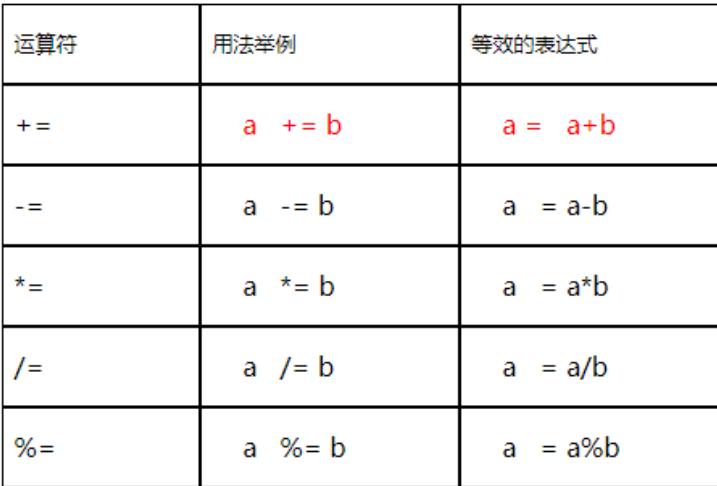 运算符 用法举例 等效的表达式
+= a += b a = a+b
-= a -= b a = a-b
*= a *= b a = a*b
/= a /= b a = a/b
%= a %= b a = a%b